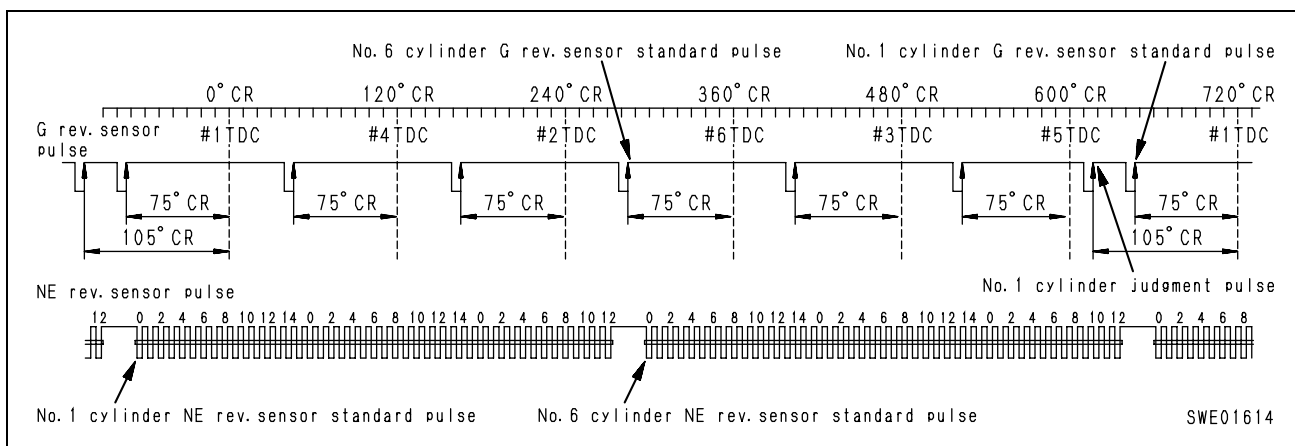 No.6 cylinder G rev.sensor standard pulse
No.1 cylinder G rev.sensor standard pulse
0°CR 120°CR 240°CR 360°CR 480°CR 600°CR 720°CR
G rev.sensor
pulse
#1TDC #4TDC #2TDC #6TDC #3TDC #5TDC #1TDC
75°CR 75°CR 75°CR 75°CR 75°CR 75°CR 75°CR
105°CR 105°CR
NE rev.sensor pulse
No.1 cylinder judgment pulse
12 0 2 4 6 8 10 12 14 0 2 4 6 8 10 12 14 0 2 4 6 8 10 12 0 2 4 6 8 10 12 14 0 2 4 6 8 10 12 14 0 2 4 6 8 10 12 0 2 4 6 8
No.1 cylinder NE rev.sensor standard pulse
No.6 cylinder NE rev.sensor standard pulse
SWE01614